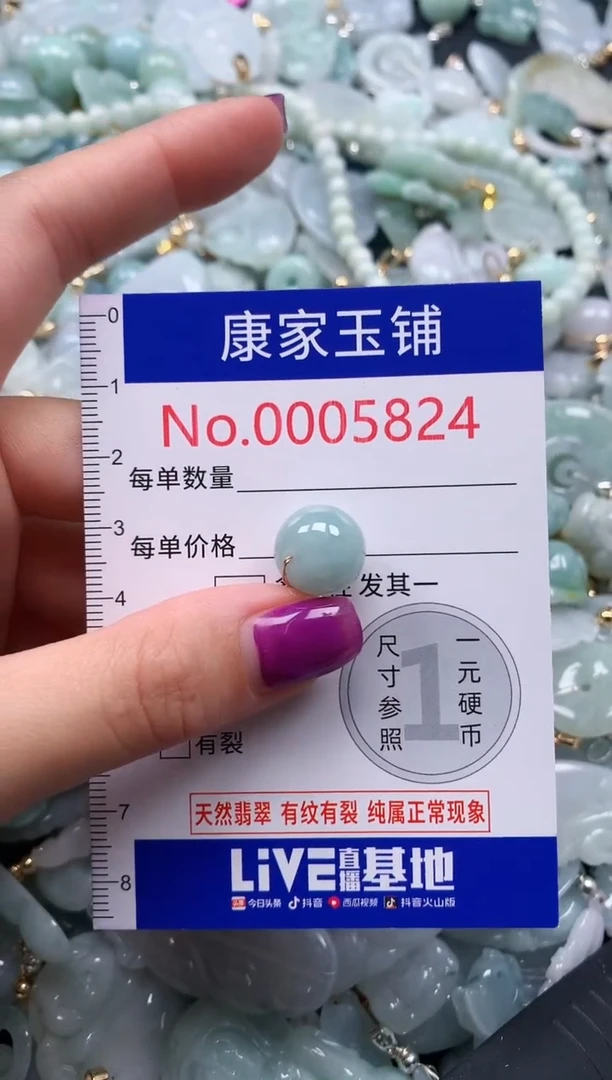 康家玉铺
No.0005824
0
1
2
3
4
7
8
每单数量
每单价格
发其一
有裂
尺寸参照
1
一元硬币
天然翡翠 有纹有裂 纯属正常现象
LiVE直播基地
头条 今日头条 抖音 西瓜视频 抖音火山版